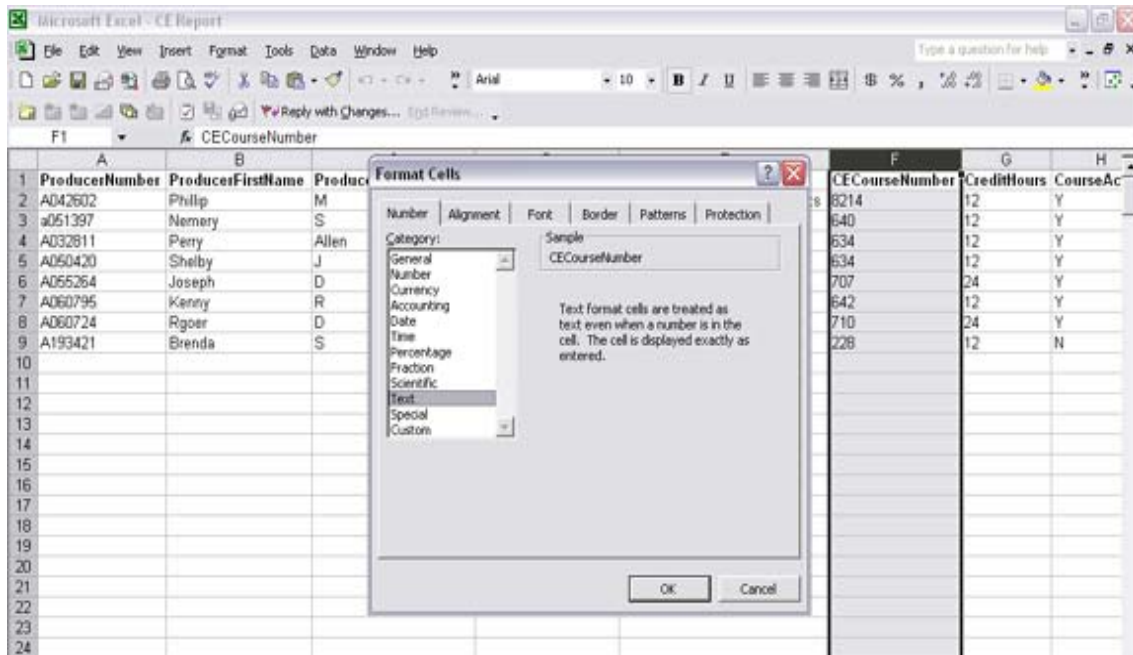 Microsoft Excel - CE Report
File Edit View Insert Format Tools Data Window Help Type a question for help
Arial 10 B I U $ % ,
Reply with Changes... End Review...
F1 fx CECourseNumber
A B F G H
1 ProducerNumber ProducerFirstName Produce CECourseNumber CreditHours CourseAc
2 A042602 Phillip M s 8214 12 Y
3 a051397 Nemery S 640 12 Y
4 A032811 Perry Allen 634 12 Y
5 A050420 Shelby J 634 12 Y
6 A055264 Joseph D 707 24 Y
7 A060795 Kenny R 642 12 Y
8 A060724 Rgoer D 710 24 Y
9 A193421 Brenda S 228 12 N
10
11
12
13
14
15
16
17
18
19
20
21
22
23
24
Format Cells
Number Alignment Font Border Patterns Protection
Category:
General
Number
Currency
Accounting
Date
Time
Percentage
Fraction
Scientific
Text
Special
Custom
Sample
CECourseNumber
Text format cells are treated as
text even when a number is in the
cell. The cell is displayed exactly as
entered.
OK Cancel